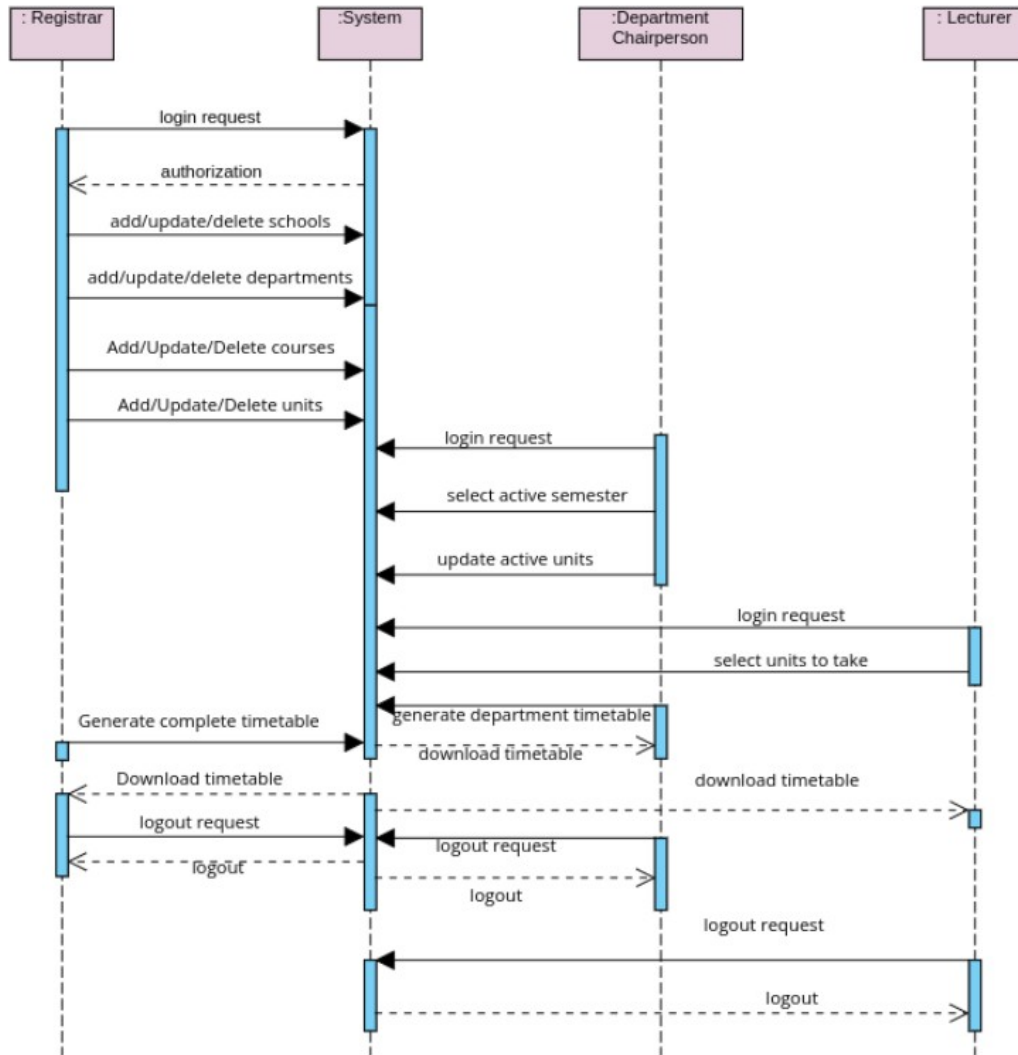 : Registrar
:System
:Department
Chairperson
: Lecturer
login request
authorization
add/update/delete schools
add/update/delete departments
Add/Update/Delete courses
Add/Update/Delete units
login request
select active semester
update active units
login request
select units to take
generate department timetable
Generate complete timetable
download timetable
Download timetable
download timetable
logout request
logout request
logout
logout
logout request
logout